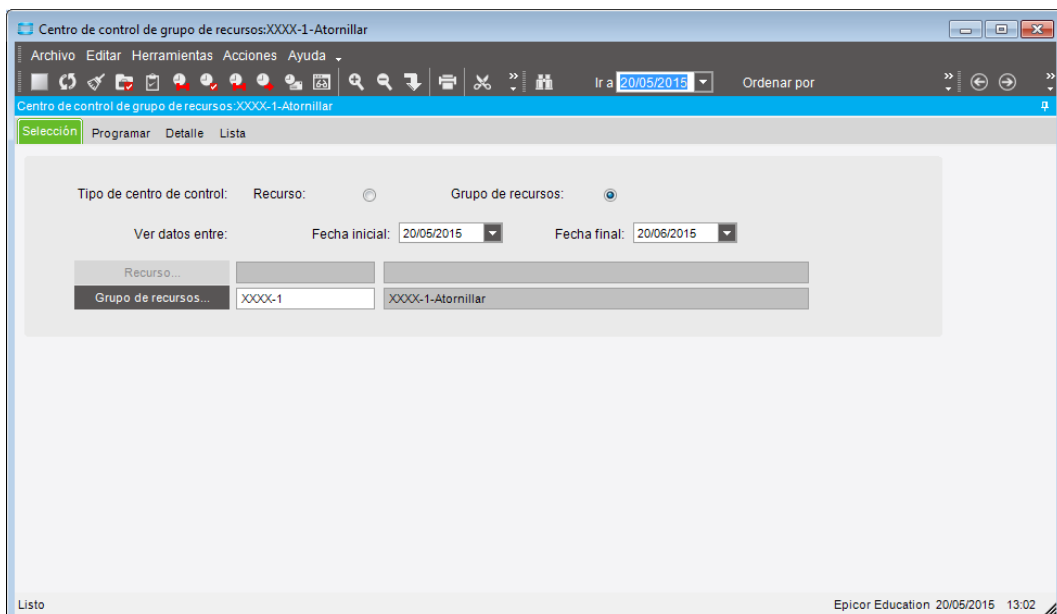 Centro de control de grupo de recursos:XXXX-1-Atornillar
Archivo Editar Herramientas Acciones Ayuda
Ir a 20/05/2015 Ordenar por
Centro de control de grupo de recursos:XXXX-1-Atornillar
Selección Programar Detalle Lista
Tipo de centro de control: Recurso: Grupo de recursos:
Ver datos entre: Fecha inicial: 20/05/2015 Fecha final: 20/06/2015
Recurso...
Grupo de recursos... XXXX-1 XXXX-1-Atornillar
Listo Epicor Education 20/05/2015 13:02